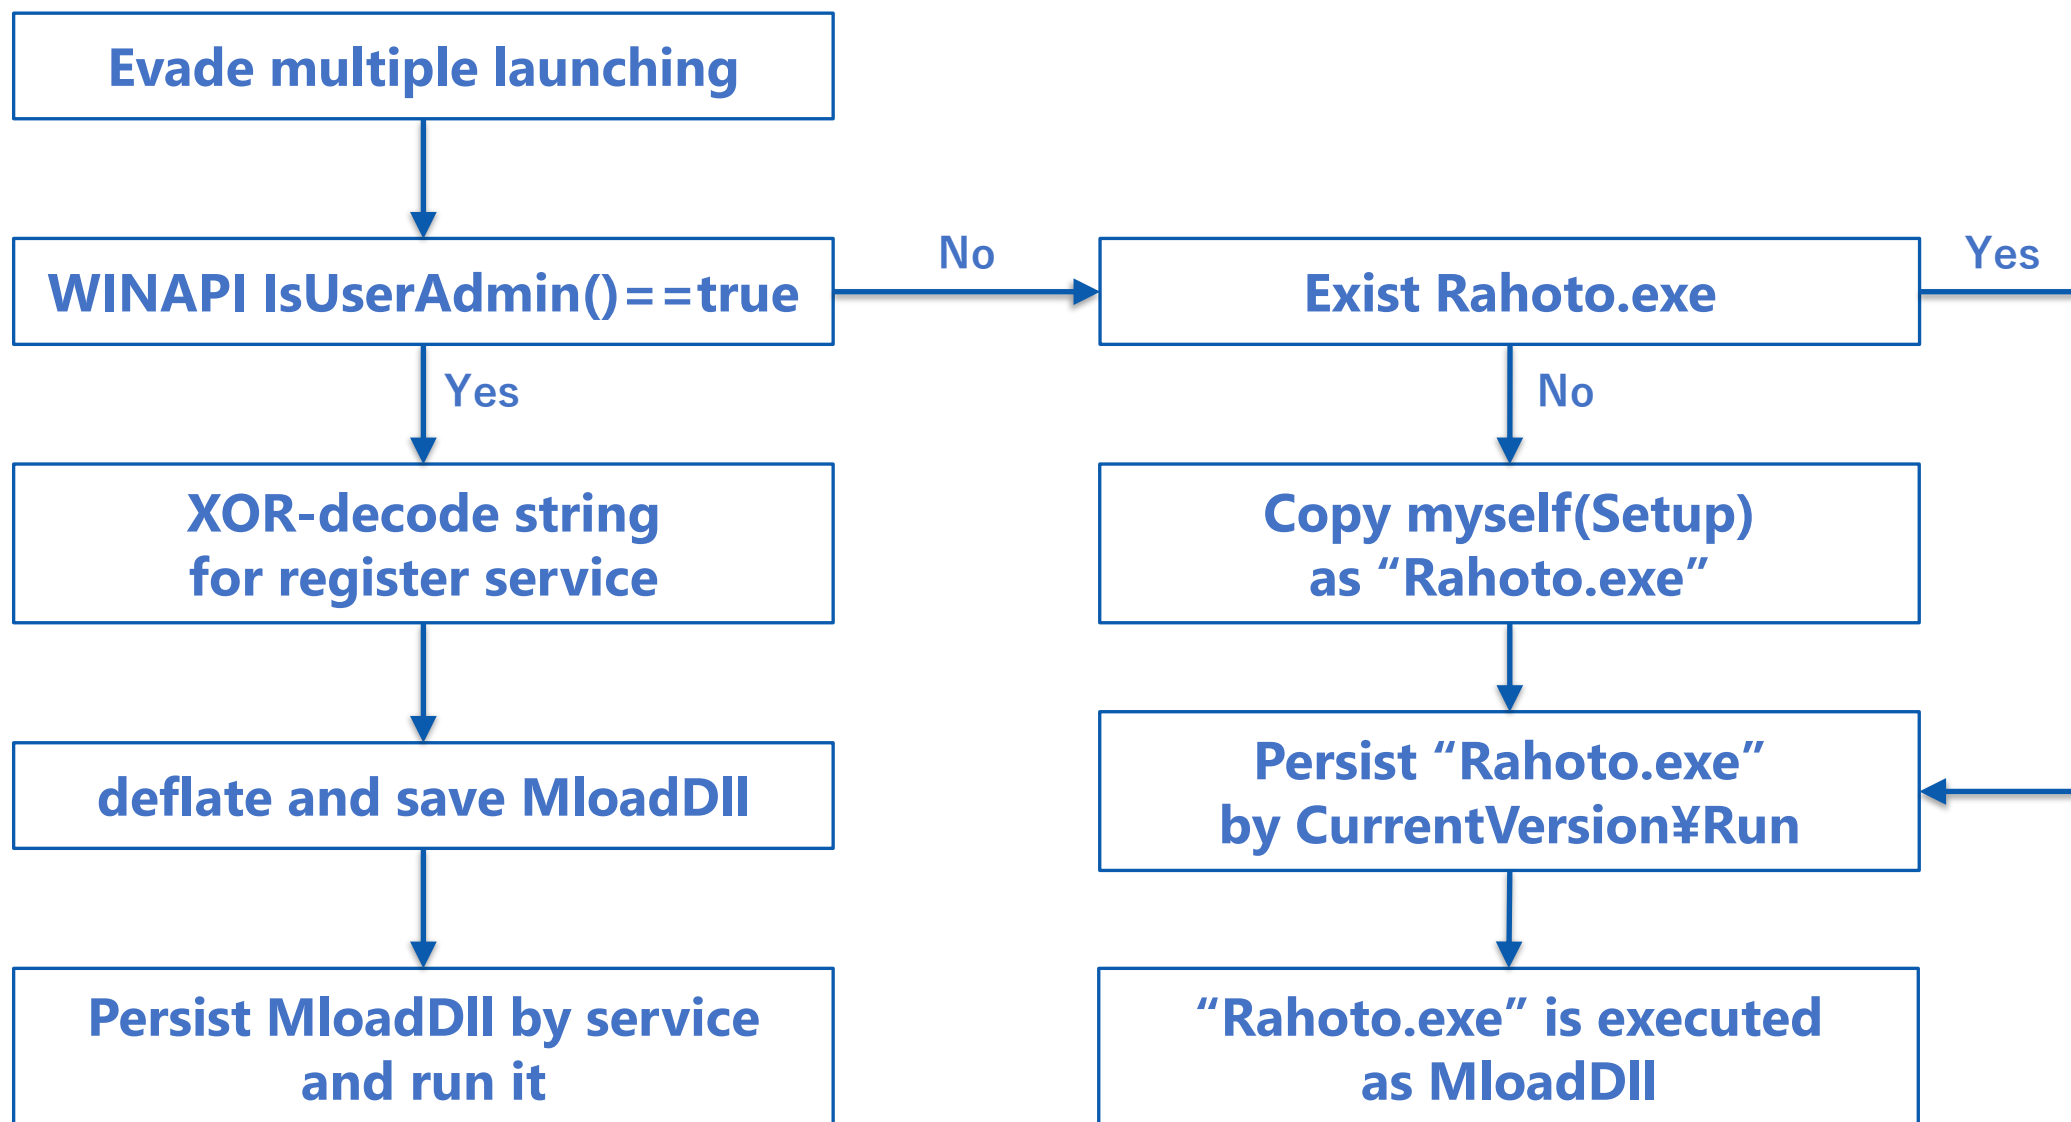 Evade multiple launching
WINAPI IsUserAdmin()==true
No
Exist Rahoto.exe
Yes
Yes
No
XOR-decode string
for register service
Copy myself(Setup)
as “Rahoto.exe”
deflate and save MloadDll
Persist “Rahoto.exe”
by CurrentVersion¥Run
Persist MloadDll by service
and run it
“Rahoto.exe” is executed
as MloadDll